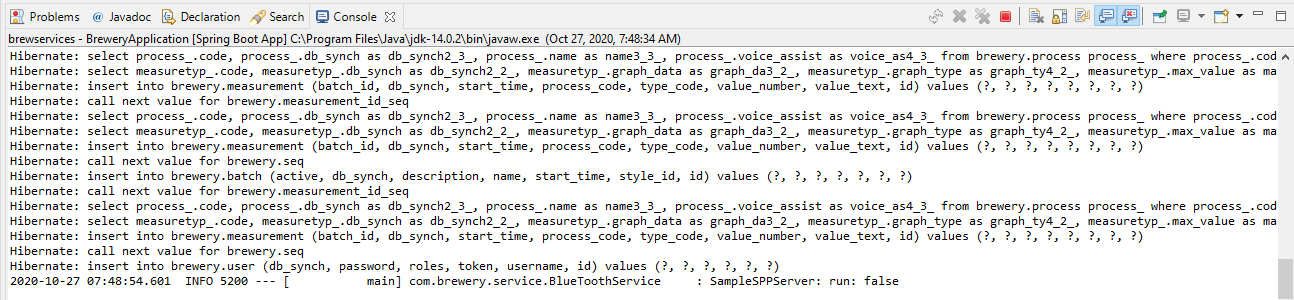 Problems @ Javadoc Declaration Search Console
brewservices - BreweryApplication [Spring Boot App] C:\Program Files\Java\jdk-14.0.2\bin\javaw.exe (Oct 27, 2020, 7:48:34 AM)
Hibernate: select process_.code, process_.db_synch as db_synch2_3_, process_.name as name3_3_, process_.voice_assist as voice_as4_3_ from brewery.process process_ where process_.cod
Hibernate: select measuretyp_.code, measuretyp_.db_synch as db_synch2_2_, measuretyp_.graph_data as graph_da3_2_, measuretyp_.graph_type as graph_ty4_2_, measuretyp_.max_value as ma
Hibernate: insert into brewery.measurement (batch_id, db_synch, start_time, process_code, type_code, value_number, value_text, id) values (?, ?, ?, ?, ?, ?, ?, ?)
Hibernate: call next value for brewery.measurement_id_seq
Hibernate: select process_.code, process_.db_synch as db_synch2_3_, process_.name as name3_3_, process_.voice_assist as voice_as4_3_ from brewery.process process_ where process_.cod
Hibernate: select measuretyp_.code, measuretyp_.db_synch as db_synch2_2_, measuretyp_.graph_data as graph_da3_2_, measuretyp_.graph_type as graph_ty4_2_, measuretyp_.max_value as ma
Hibernate: insert into brewery.measurement (batch_id, db_synch, start_time, process_code, type_code, value_number, value_text, id) values (?, ?, ?, ?, ?, ?, ?, ?)
Hibernate: call next value for brewery.seq
Hibernate: insert into brewery.batch (active, db_synch, description, name, start_time, style_id, id) values (?, ?, ?, ?, ?, ?, ?)
Hibernate: call next value for brewery.measurement_id_seq
Hibernate: select process_.code, process_.db_synch as db_synch2_3_, process_.name as name3_3_, process_.voice_assist as voice_as4_3_ from brewery.process process_ where process_.cod
Hibernate: select measuretyp_.code, measuretyp_.db_synch as db_synch2_2_, measuretyp_.graph_data as graph_da3_2_, measuretyp_.graph_type as graph_ty4_2_, measuretyp_.max_value as ma
Hibernate: insert into brewery.measurement (batch_id, db_synch, start_time, process_code, type_code, value_number, value_text, id) values (?, ?, ?, ?, ?, ?, ?, ?)
Hibernate: call next value for brewery.seq
Hibernate: insert into brewery.user (db_synch, password, roles, token, username, id) values (?, ?, ?, ?, ?, ?)
2020-10-27 07:48:54.601  INFO 5200 --- [           main] com.brewery.service.BlueToothService     : SampleSPPServer: run: false